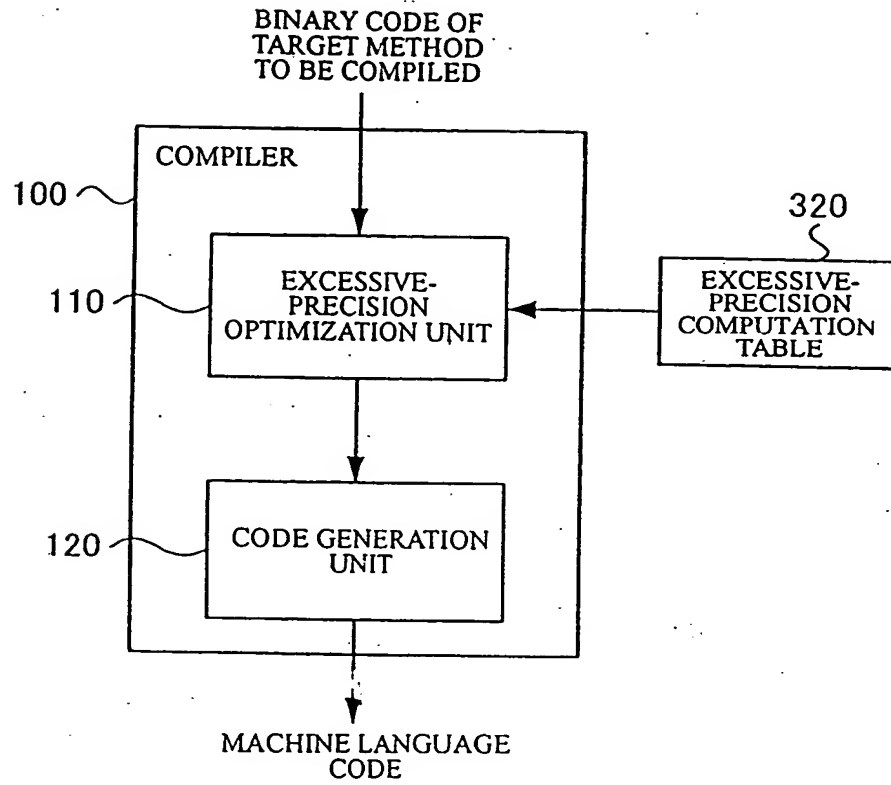 BINARY CODE OF
TARGET METHOD
TO BE COMPILED
COMPILER
100
320
110
EXCESSIVE-
PRECISION
OPTIMIZATION UNIT
EXCESSIVE-
PRECISION
COMPUTATION
TABLE
120
CODE GENERATION
UNIT
MACHINE LANGUAGE
CODE